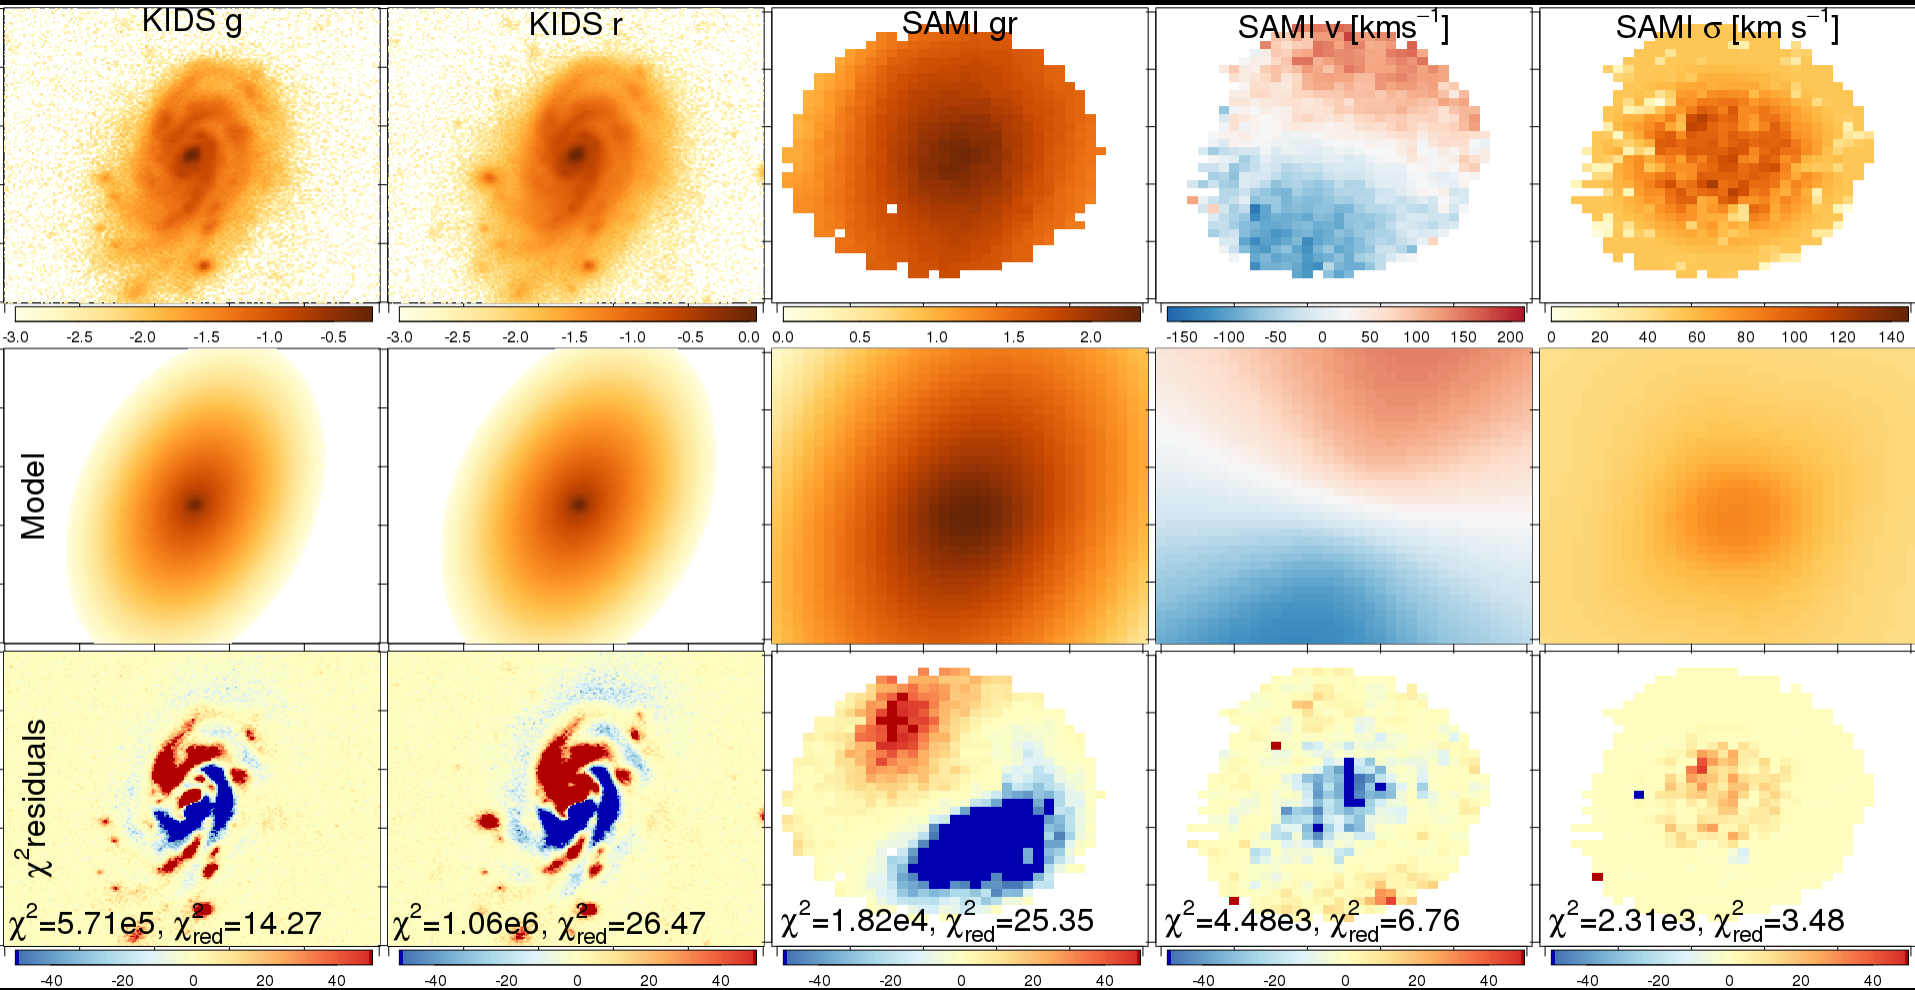 KIDS g KIDS r SAMI gr SAMI v [kms⁻¹] SAMI σ [km s⁻¹]
-3.0 -2.5 -2.0 -1.5 -1.0 -0.5 -3.0 -2.5 -2.0 -1.5 -1.0 -0.5 0.0 0.0 0.5 1.0 1.5 2.0 -150 -100 -50 0 50 100 150 200 0 20 40 60 80 100 120 140
Model
χ² residuals
χ²=5.71e5, χ²red=14.27 χ²=1.06e6, χ²red=26.47 χ²=1.82e4, χ²red=25.35 χ²=4.48e3, χ²red=6.76 χ²=2.31e3, χ²red=3.48
-40 -20 0 20 40 -40 -20 0 20 40 -40 -20 0 20 40 -40 -20 0 20 40 -40 -20 0 20 40